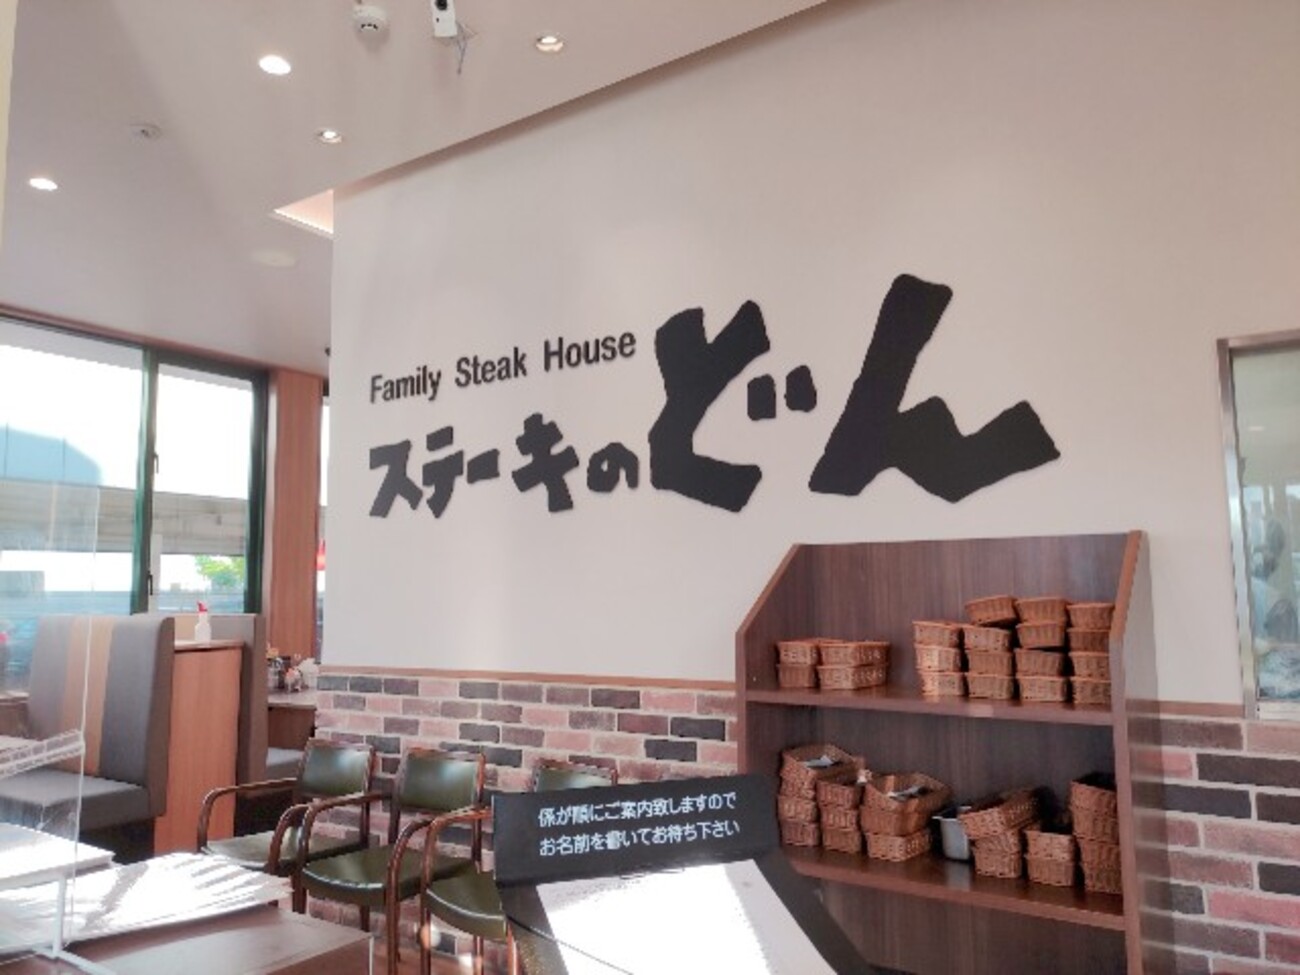 Family Steak House
ステーキのどん
係が順にご案内致しますので
お名前を書いてお待ち下さい